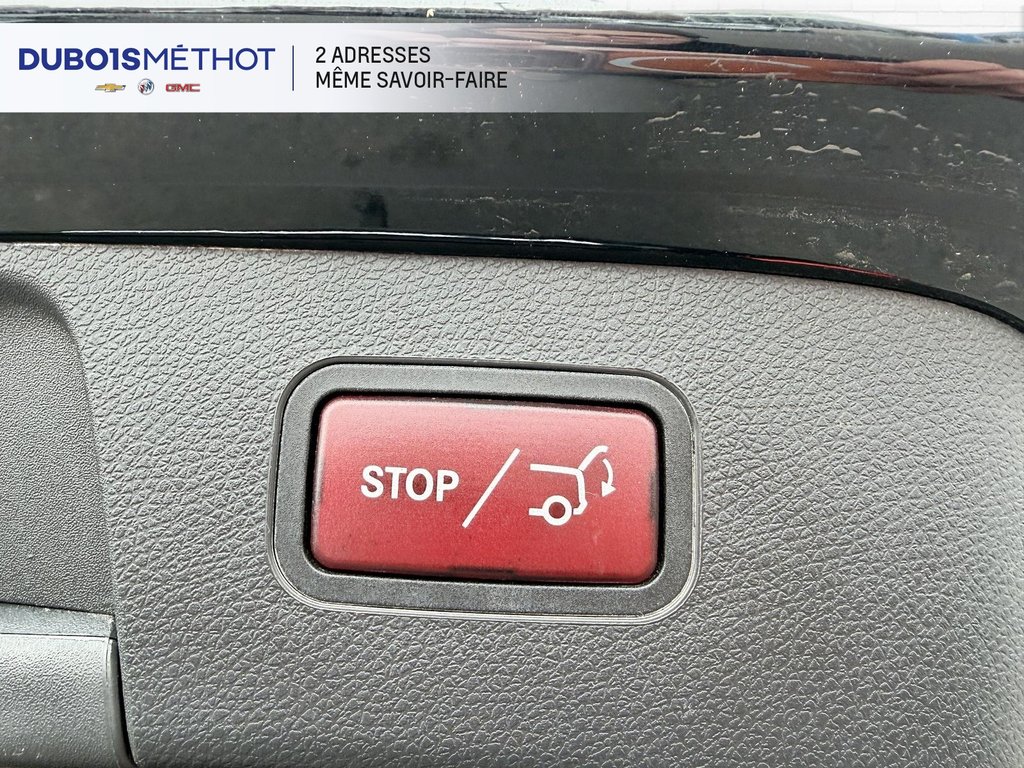 DUBOISMÉTHOT
GMC
2 ADRESSES
MÊME SAVOIR-FAIRE
STOP